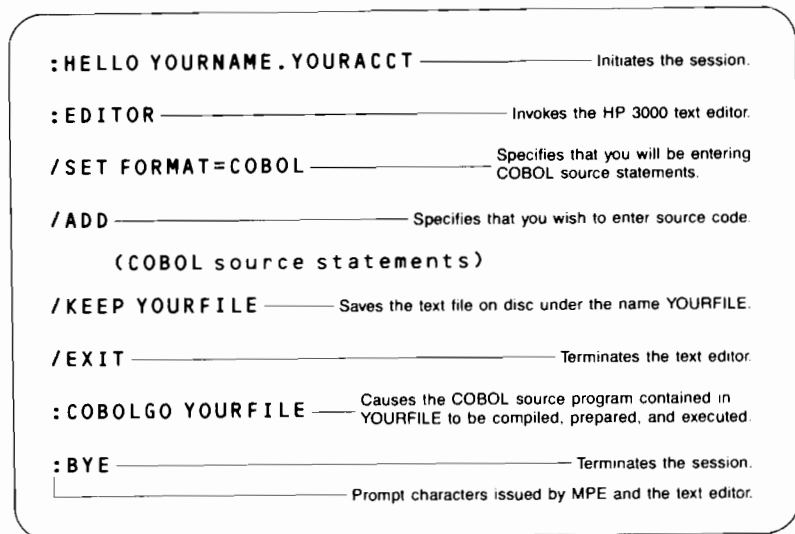 :HELLO YOURNAME.YOURACCT Initiates the session.
:EDITOR Invokes the HP 3000 text editor.
/SET FORMAT=COBOL Specifies that you will be entering
COBOL source statements.
/ADD Specifies that you wish to enter source code.
(COBOL source statements)
/KEEP YOURFILE Saves the text file on disc under the name YOURFILE.
/EXIT Terminates the text editor.
:COBOLGO YOURFILE Causes the COBOL source program contained in
YOURFILE to be compiled, prepared, and executed.
:BYE Terminates the session.
Prompt characters issued by MPE and the text editor.